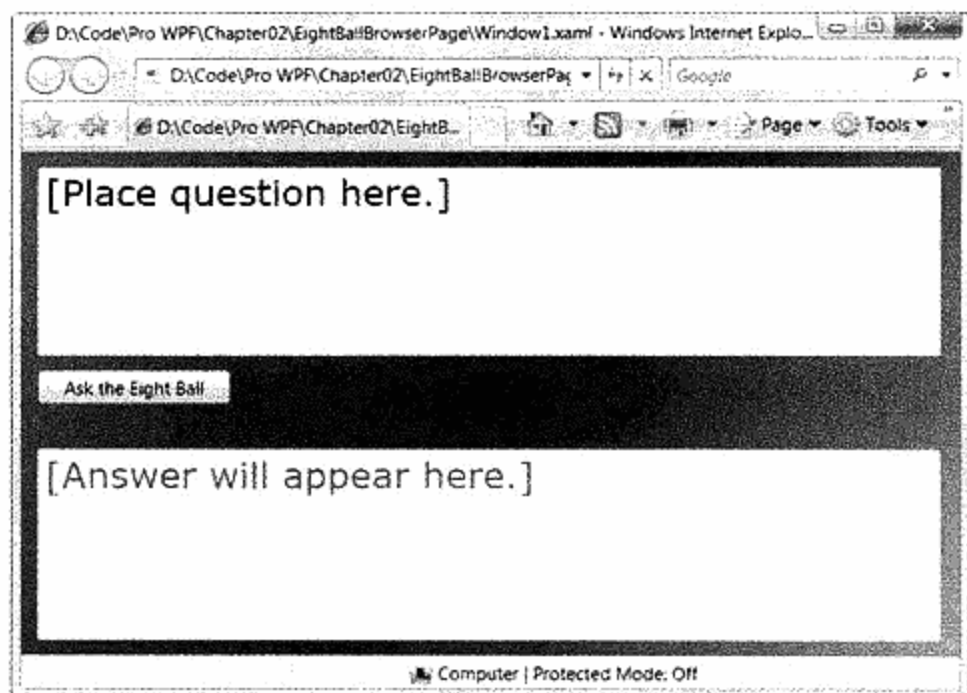 D:\Code\Pro WPF\Chapter02\EightBallBrowserPage\Window1.xaml - Windows Internet Explo...
D:\Code\Pro WPF\Chapter02\EightBallBrowserPag
Google
D:\Code\Pro WPF\Chapter02\EightB...
Page
Tools
[Place question here.]
Ask the Eight Ball
[Answer will appear here.]
Computer | Protected Mode: Off